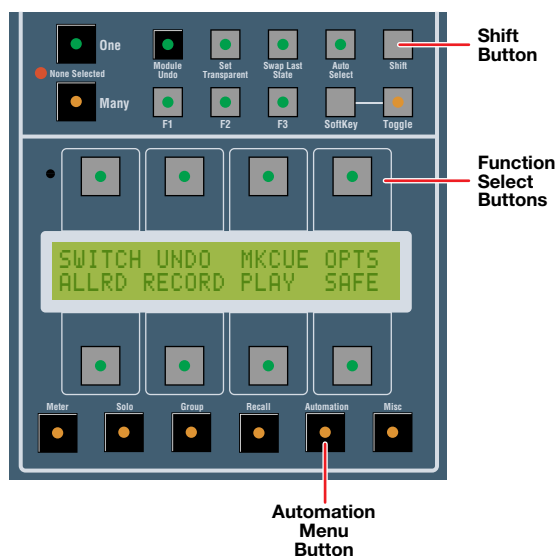 One
None Selected
Many
Module Undo
Set Transparent
Swap Last State
Auto Select
Shift
F1
F2
F3
SoftKey
Toggle
Shift Button
Function Select Buttons
SWITCH UNDO MKCUE OPTS
ALLRD RECORD PLAY SAFE
Meter
Solo
Group
Recall
Automation
Misc
Automation Menu Button